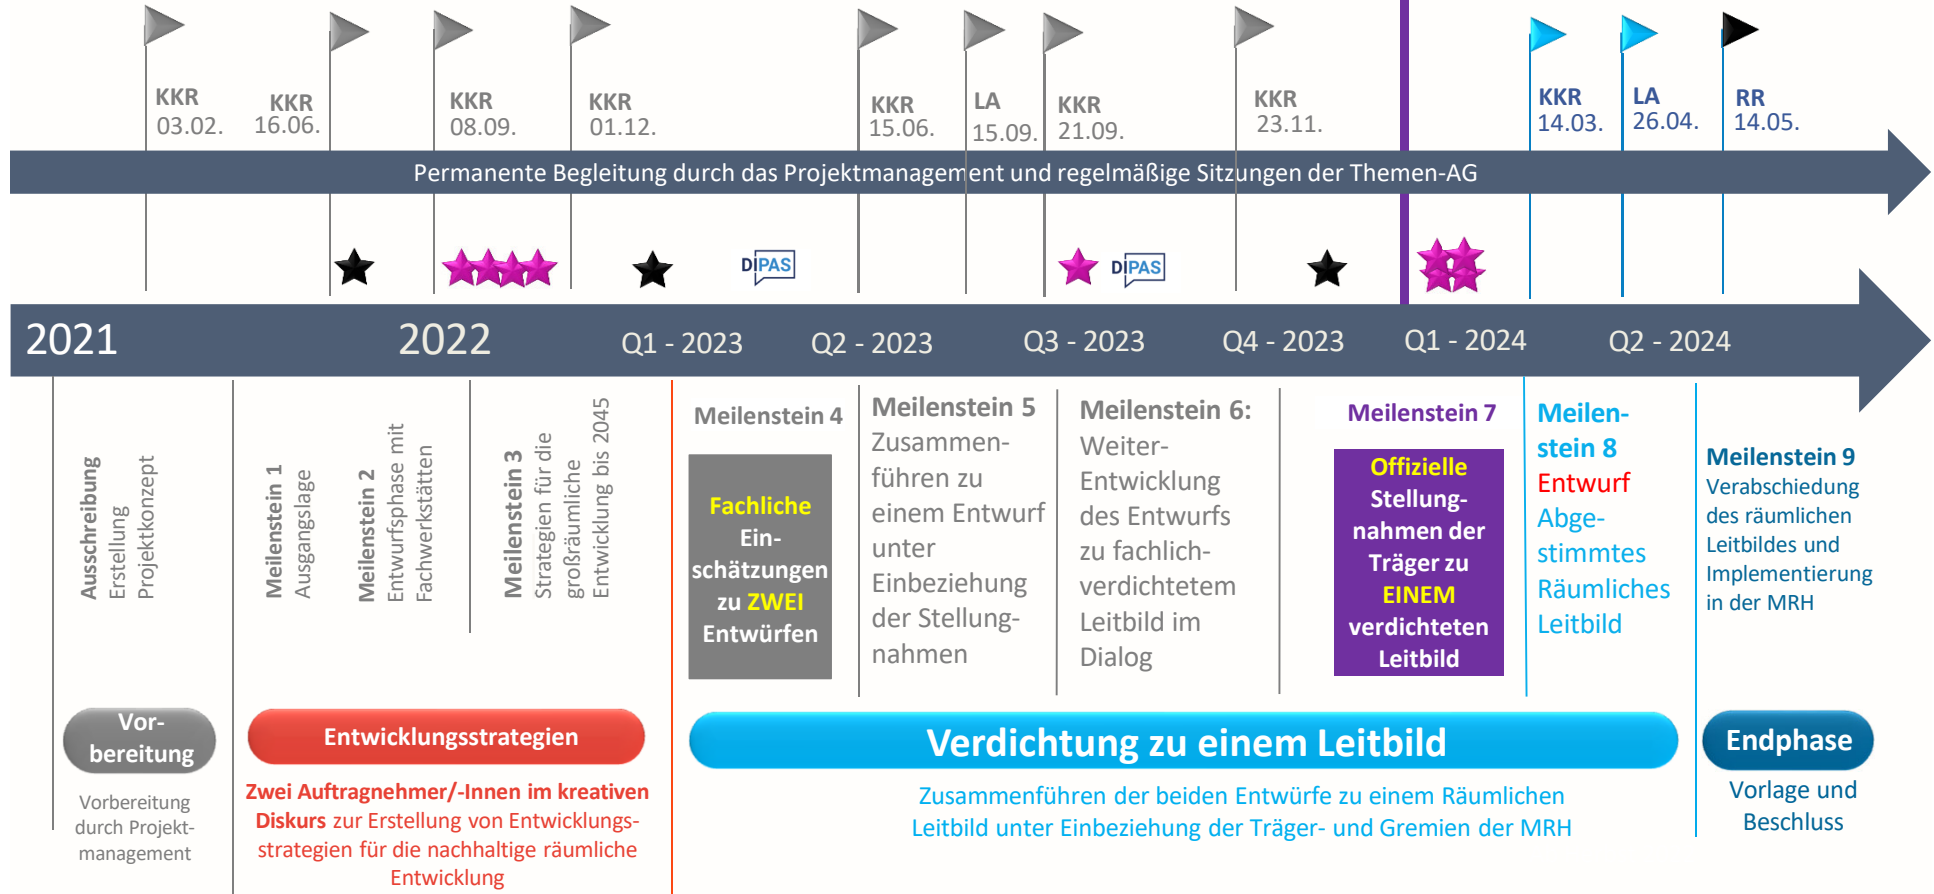 KKR
03.02.
KKR
16.06.
KKR
08.09.
KKR
01.12.
KKR
15.06.
LA
15.09.
KKR
21.09.
KKR
23.11.
KKR
14.03.
LA
26.04.
RR
14.05.
Permanente Begleitung durch das Projektmanagement und regelmäßige Sitzungen der Themen-AG
DIPAS
DIPAS
2021
2022
Q1 - 2023
Q2 - 2023
Q3 - 2023
Q4 - 2023
Q1 - 2024
Q2 - 2024
Ausschreibung
Erstellung
Projektkonzept
Meilenstein 1
Ausgangslage
Meilenstein 2
Entwurfsphase mit
Fachwerkstätten
Meilenstein 3
Strategien für die
großräumliche
Entwicklung bis 2045
Meilenstein 4
Fachliche
Ein-
schätzungen
zu ZWEI
Entwürfen
Meilenstein 5
Zusammen-
führen zu
einem Entwurf
unter
Einbeziehung
der Stellung-
nahmen
Meilenstein 6:
Weiter-
Entwicklung
des Entwurfs
zu fachlich-
verdichtetem
Leitbild im
Dialog
Meilenstein 7
Offizielle
Stellung-
nahmen der
Träger zu
EINEM
verdichteten
Leitbild
Meilen-
stein 8
Entwurf
Abge-
stimmtes
Räumliches
Leitbild
Meilenstein 9
Verabschiedung
des räumlichen
Leitbildes und
Implementierung
in der MRH
Vor-
bereitung
Vorbereitung
durch Projekt-
management
Entwicklungsstrategien
Zwei Auftragnehmer/-Innen im kreativen
Diskurs zur Erstellung von Entwicklungs-
strategien für die nachhaltige räumliche
Entwicklung
Verdichtung zu einem Leitbild
Zusammenführen der beiden Entwürfe zu einem Räumlichen
Leitbild unter Einbeziehung der Träger- und Gremien der MRH
Endphase
Vorlage und
Beschluss